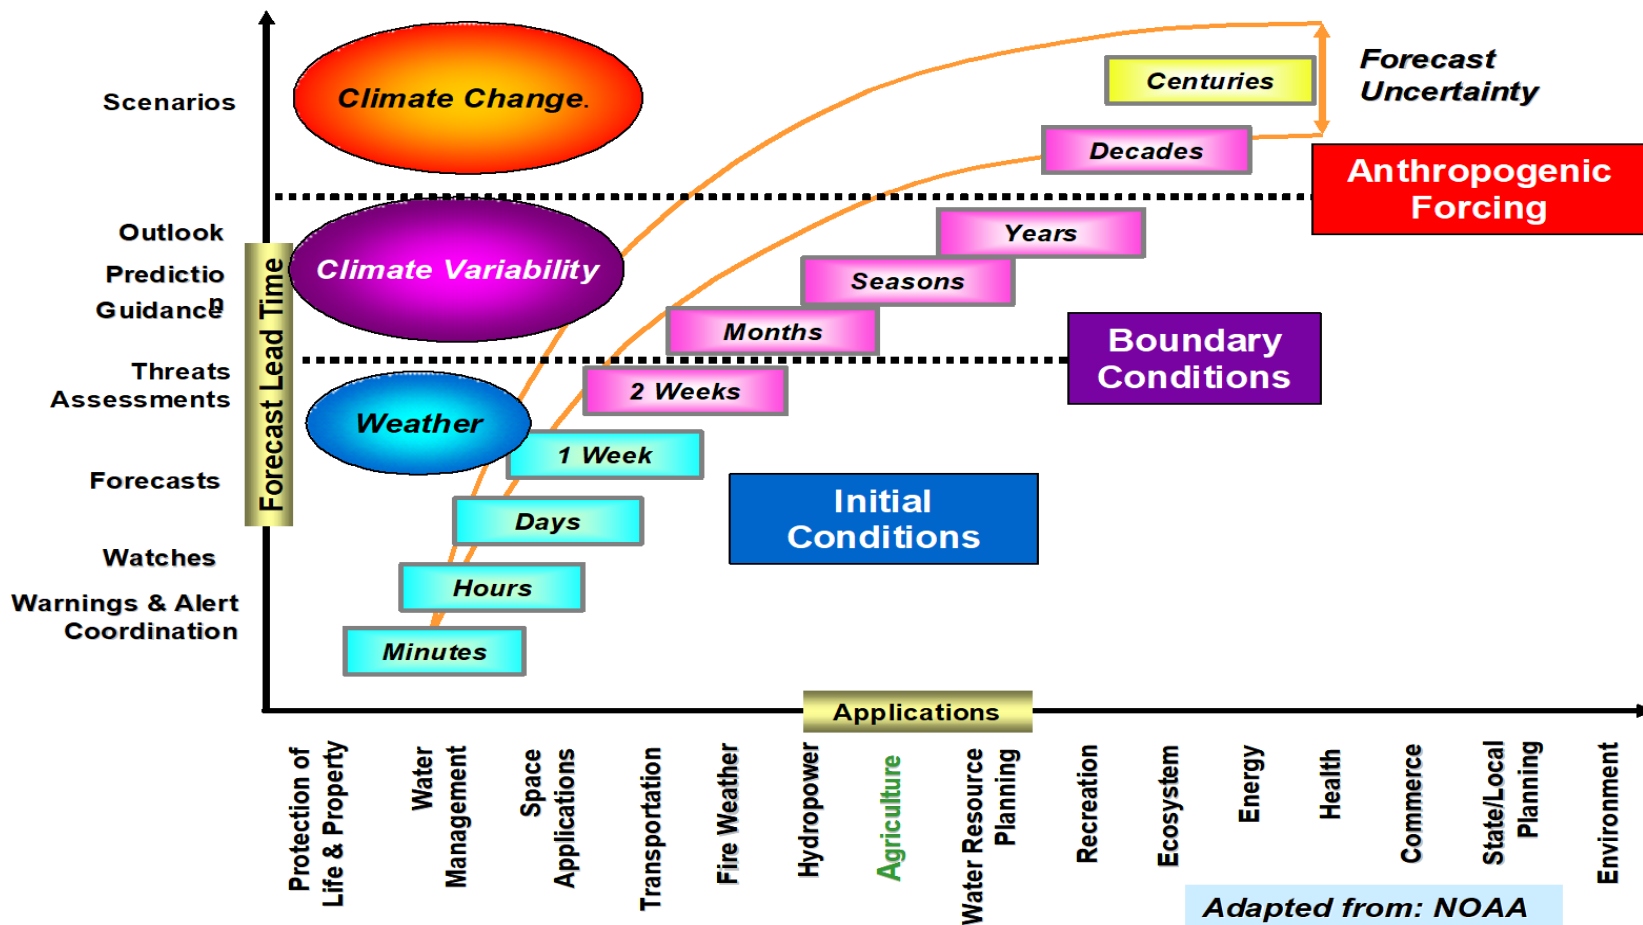 Climate Change.
Centuries
Forecast
Uncertainty
Scenarios
Decades
Anthropogenic
Forcing
Outlook
Predictio
n
Guidance
Climate Variability
Years
Seasons
Months
Boundary
Conditions
Forecast Lead Time
Threats
Assessments
2 Weeks
Weather
1 Week
Forecasts
Initial
Conditions
Days
Watches
Hours
Warnings & Alert
Coordination
Minutes
Applications
Protection of
Life & Property
Water
Management
Space
Applications
Transportation
Fire Weather
Hydropower
Agriculture
Water Resource
Planning
Recreation
Ecosystem
Energy
Health
Commerce
State/Local
Planning
Environment
Adapted from: NOAA